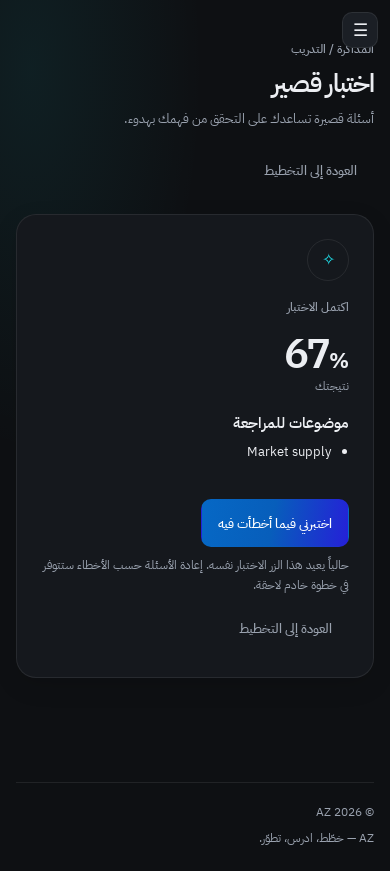 المذاكرة / التدريب
اختبار قصير
أسئلة قصيرة تساعدك على التحقق من فهمك بهدوء.
العودة إلى التخطيط
اكتمل الاختبار
67%
نتيجتك
موضوعات للمراجعة
Market supply
اختبرني فيما أخطأت فيه
حالياً يعيد هذا الزر الاختبار نفسه. إعادة الأسئلة حسب الأخطاء ستتوفر
في خطوة خادم لاحقة.
العودة إلى التخطيط
© 2026 AZ
AZ — خطّط، ادرس، تطوّر.